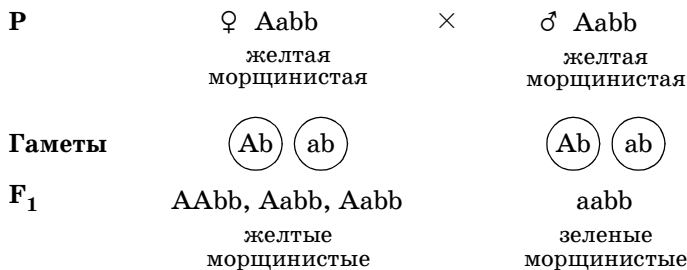 P ♀ Aabb × ♂ Aabb
желтая желтая
морщинистая морщинистая
Гаметы Ab ab Ab ab
F₁ AAbb, Aabb, Aabb aabb
желтые зеленые
морщинистые морщинистые